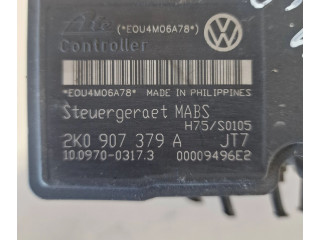 Ate (*EOU4M06A78*)
Controller
*EOU4M06A78* MADE IN PHILIPPINES
Steuergeraet MABS
H75/S0105
2K0 907 379 A JT7
10.0970-0317.3 00009496E2